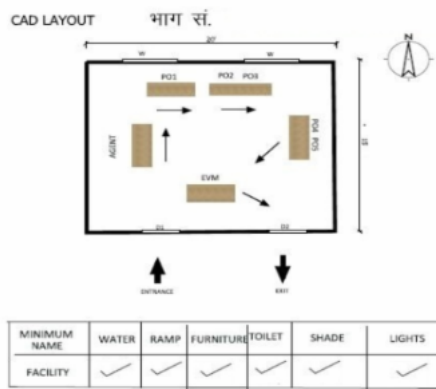 CAD LAYOUT भाग सं.
20'
N
W W
PO1 PO2 PO3
AGENT
PO4 PO5
EVM
D1 D2
ENTRANCE EXIT
MINIMUM NAME WATER RAMP FURNITURE TOILET SHADE LIGHTS
FACILITY